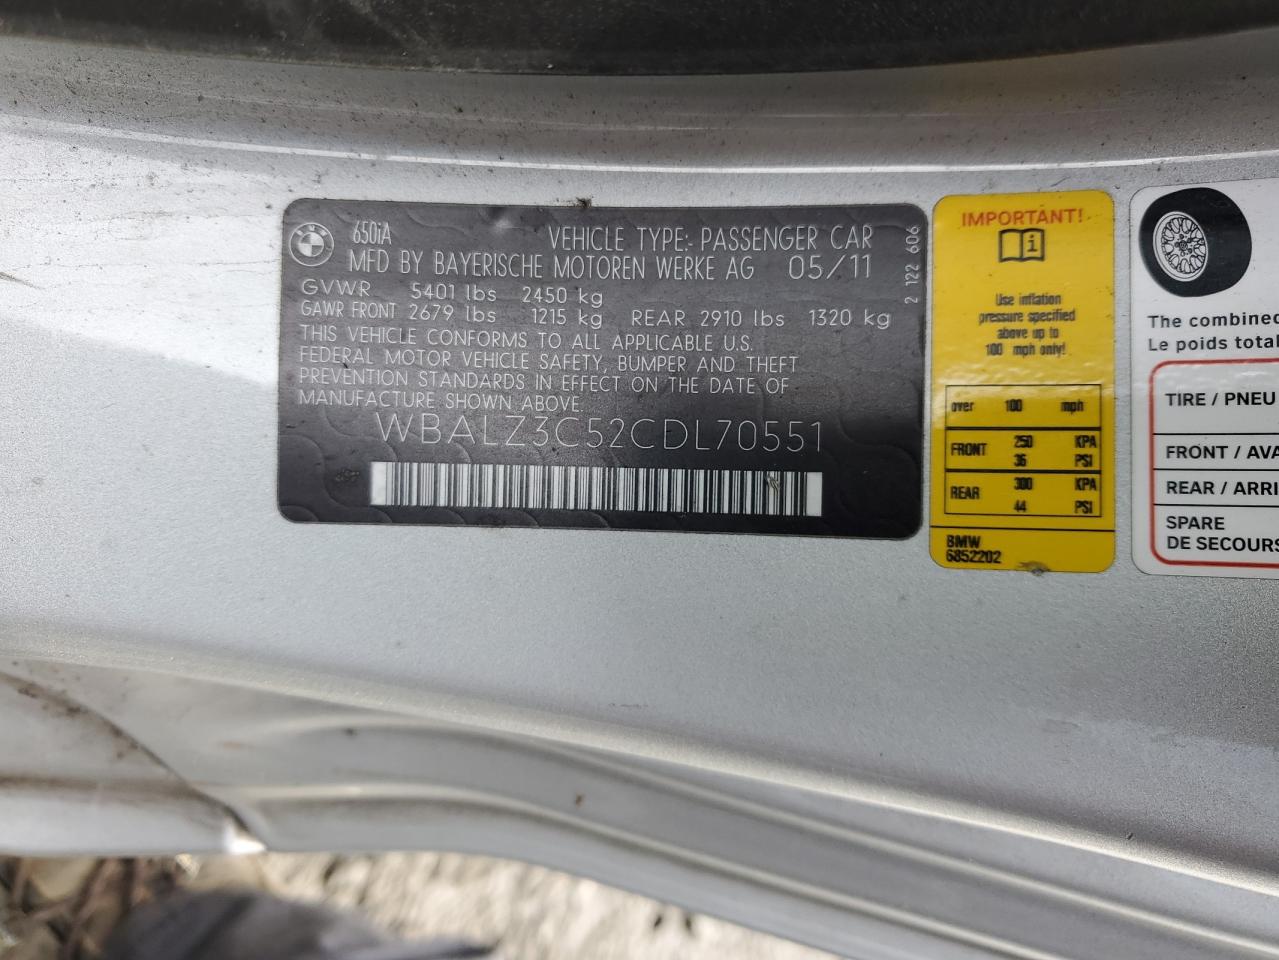 650iA
VEHICLE TYPE:- PASSENGER CAR
MFD BY BAYERISCHE MOTOREN WERKE AG 05/11
GVWR 5401 lbs 2450 kg
GAWR FRONT 2679 lbs 1215 kg REAR 2910 lbs 1320 kg
THIS VEHICLE CONFORMS TO ALL APPLICABLE U.S.
FEDERAL MOTOR VEHICLE SAFETY, BUMPER AND THEFT
PREVENTION STANDARDS IN EFFECT ON THE DATE OF
MANUFACTURE SHOWN ABOVE.
WBALZ3C52CDL70551
2 122 606
IMPORTANT!
i
Use inflation
pressure specified
above up to
100 mph only!
over 100 mph
FRONT 250 KPA
36 PSI
REAR 300 KPA
44 PSI
BMW
6852202
The combined
Le poids total
TIRE / PNEU
FRONT / AVA
REAR / ARRI
SPARE
DE SECOURS